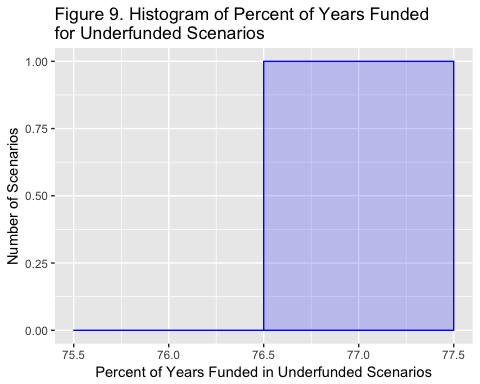 Figure 9. Histogram of Percent of Years Funded
for Underfunded Scenarios
Number of Scenarios
1.00
0.75
0.50
0.25
0.00
75.5 76.0 76.5 77.0 77.5
Percent of Years Funded in Underfunded Scenarios